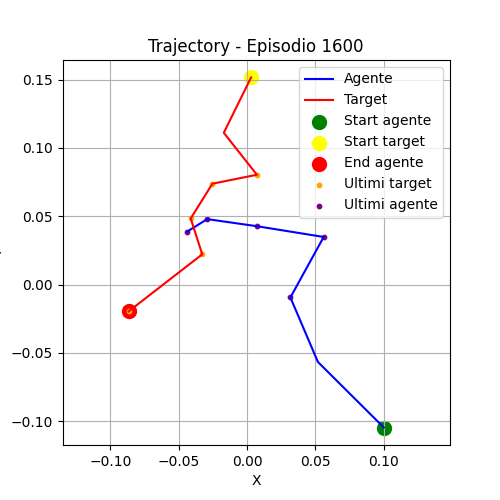 Trajectory - Episodio 1600
Agente
Target
Start agente
Start target
End agente
Ultimi target
Ultimi agente
0.15
0.10
0.05
0.00
−0.05
−0.10
−0.10
−0.05
0.00
0.05
0.10
X